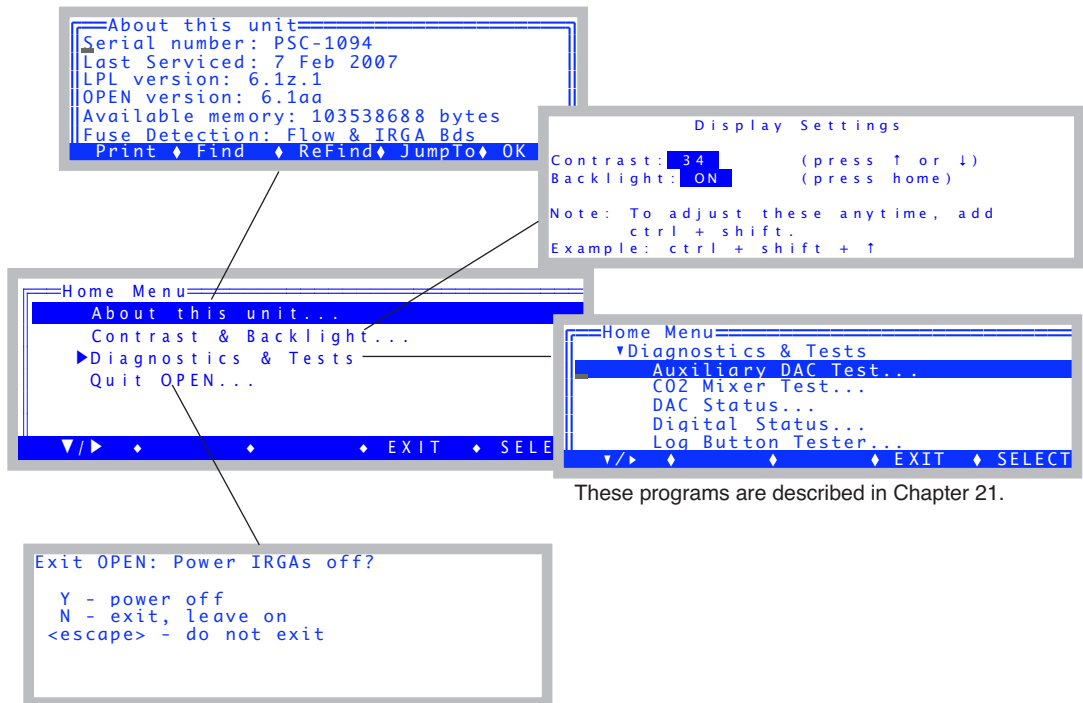 About this unit
Serial number: PSC-1094
Last Serviced: 7 Feb 2007
LPL version: 6.1z.1
OPEN version: 6.1aa
Available memory: 103538688 bytes
Fuse Detection: Flow & IRGA Bds
Print ♦ Find ♦ ReFind♦ JumpTo♦ OK
Display Settings
Contrast: 34 (press ↑ or ↓)
Backlight: ON (press home)
Note: To adjust these anytime, add
ctrl + shift.
Example: ctrl + shift + ↑
Home Menu
About this unit...
Contrast & Backlight...
▶Diagnostics & Tests
Quit OPEN...
▼/▶ ♦ ♦ ♦ EXIT ♦ SELE
Home Menu
▼Diagnostics & Tests
Auxiliary DAC Test...
CO2 Mixer Test...
DAC Status...
Digital Status...
Log Button Tester...
▼/▶ ♦ ♦ ♦ EXIT ♦ SELECT
These programs are described in Chapter 21.
Exit OPEN: Power IRGAs off?
Y - power off
N - exit, leave on
<escape> - do not exit